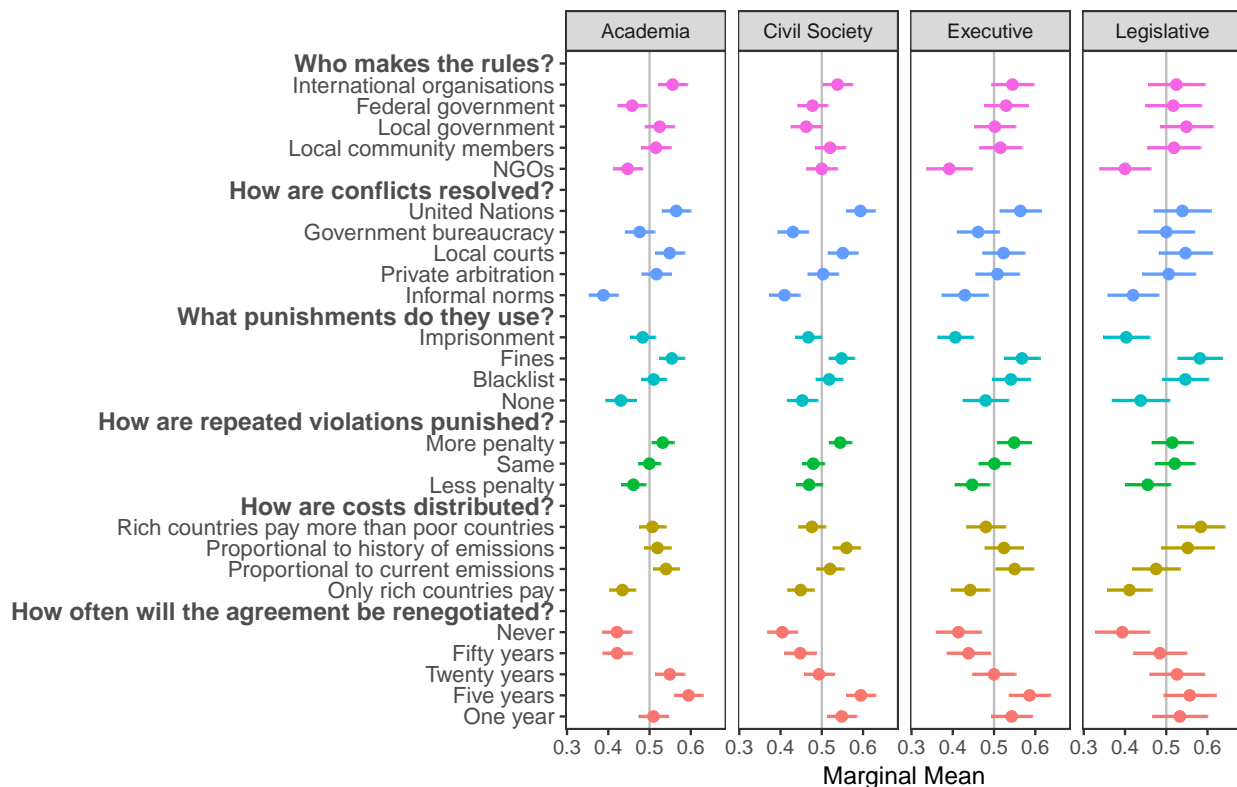 Academia Civil Society Executive Legislative
Who makes the rules?
International organisations
Federal government
Local government
Local community members
NGOs
How are conflicts resolved?
United Nations
Government bureaucracy
Local courts
Private arbitration
Informal norms
What punishments do they use?
Imprisonment
Fines
Blacklist
None
How are repeated violations punished?
More penalty
Same
Less penalty
How are costs distributed?
Rich countries pay more than poor countries
Proportional to history of emissions
Proportional to current emissions
Only rich countries pay
How often will the agreement be renegotiated?
Never
Fifty years
Twenty years
Five years
One year
0.3 0.4 0.5 0.6 0.3 0.4 0.5 0.6 0.3 0.4 0.5 0.6 0.3 0.4 0.5 0.6
Marginal Mean